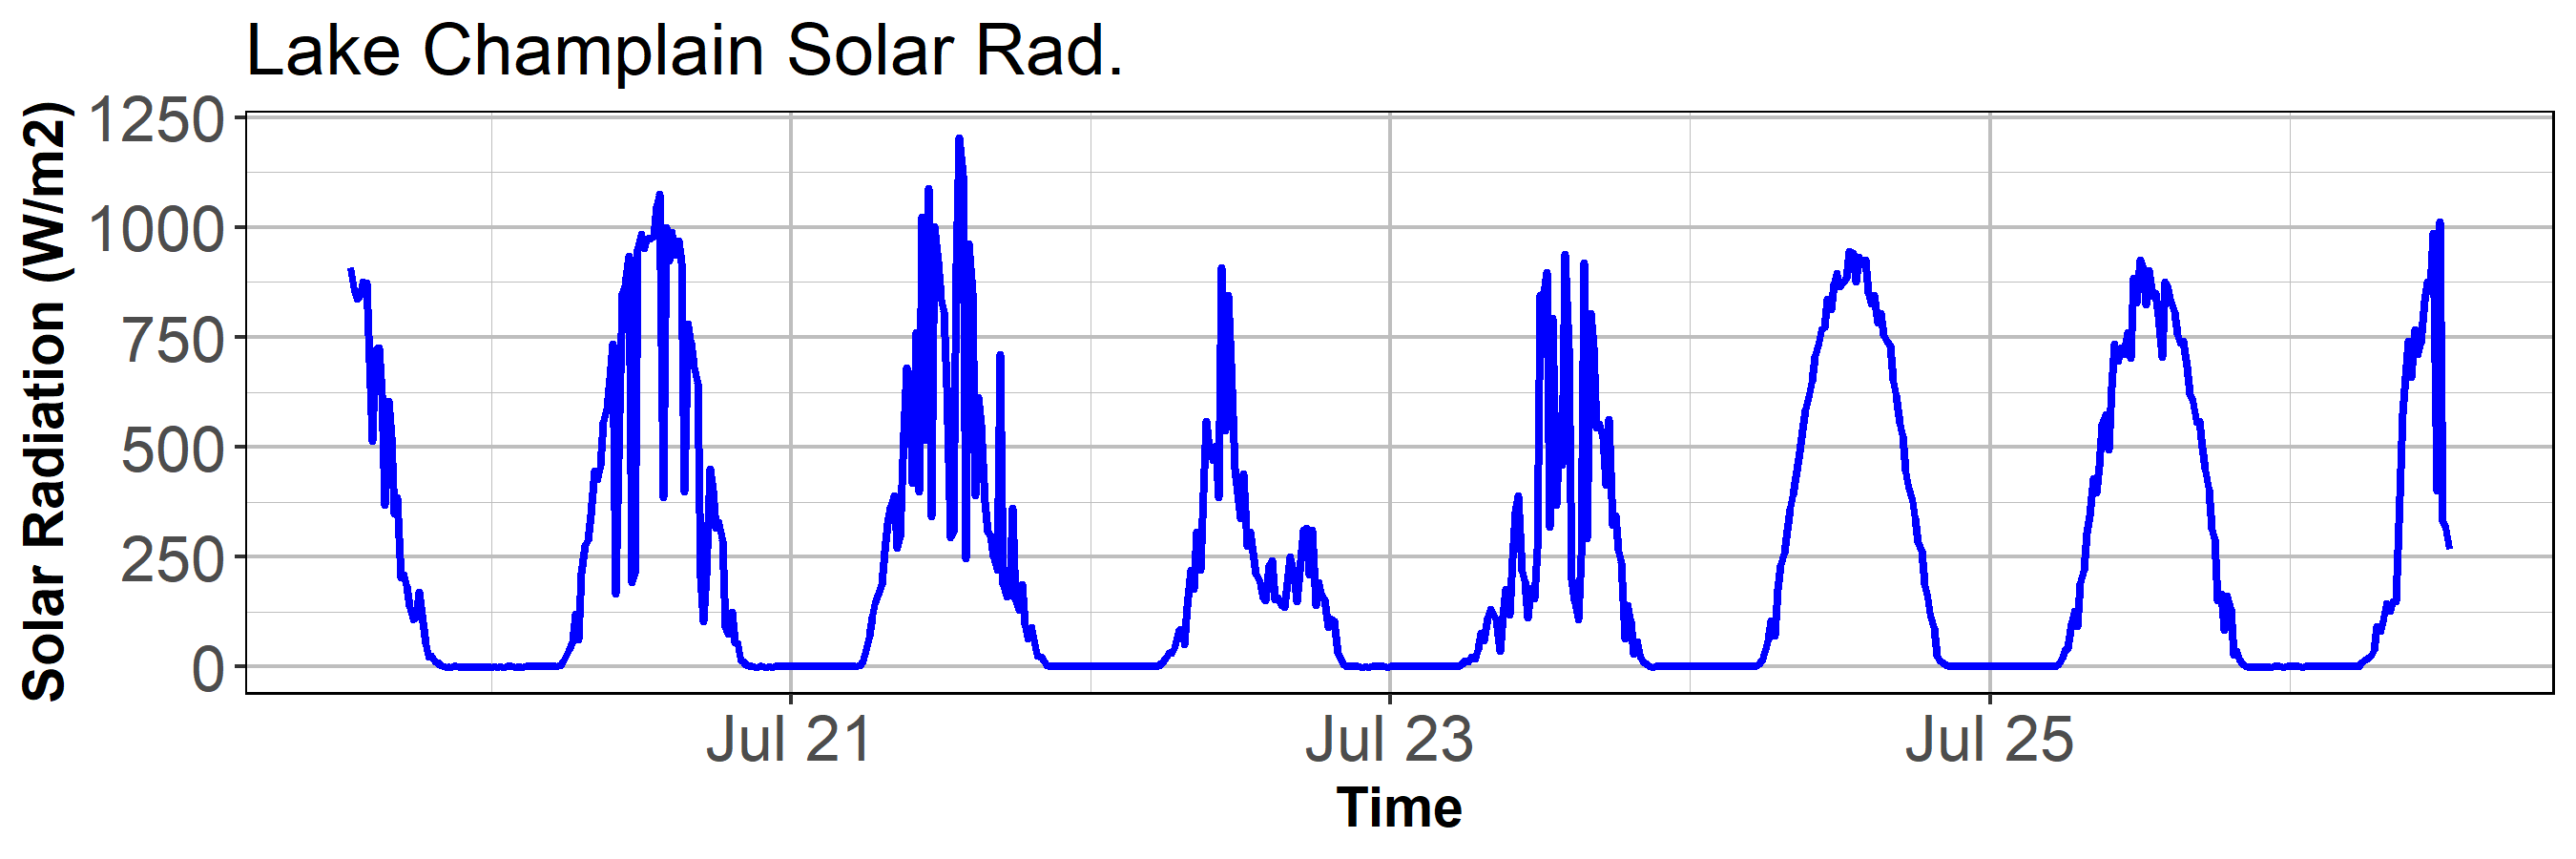 Lake Champlain Solar Rad.
Solar Radiation (W/m2)
1250
1000
750
500
250
0
Jul 21
Jul 23
Jul 25
Time